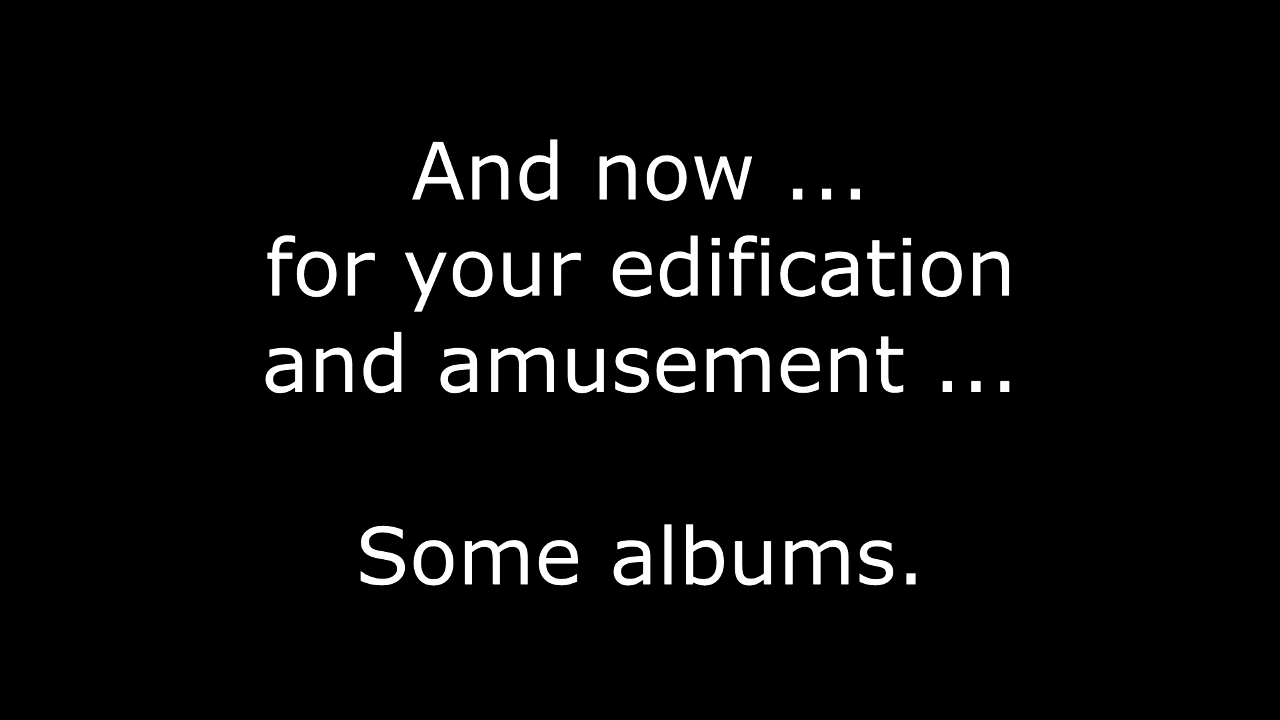 And now ...
for your edification
and amusement ...
Some albums.